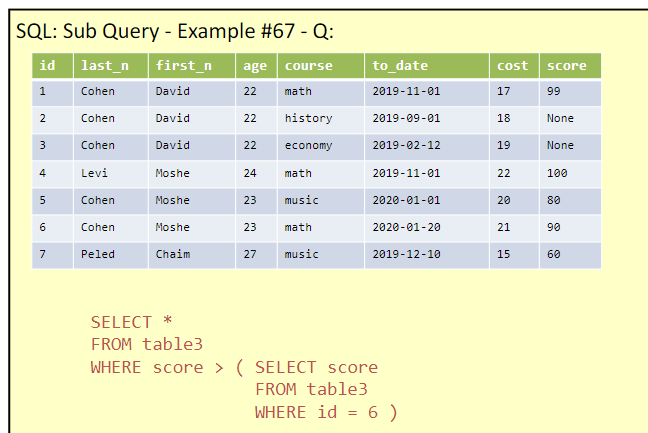 SQL: Sub Query - Example #67 - Q:
id last_n first_n age course to_date cost score
1 Cohen David 22 math 2019-11-01 17 99
2 Cohen David 22 history 2019-09-01 18 None
3 Cohen David 22 economy 2019-02-12 19 None
4 Levi Moshe 24 math 2019-11-01 22 100
5 Cohen Moshe 23 music 2020-01-01 20 80
6 Cohen Moshe 23 math 2020-01-20 21 90
7 Peled Chaim 27 music 2019-12-10 15 60
SELECT *
FROM table3
WHERE score > ( SELECT score
FROM table3
WHERE id = 6 )